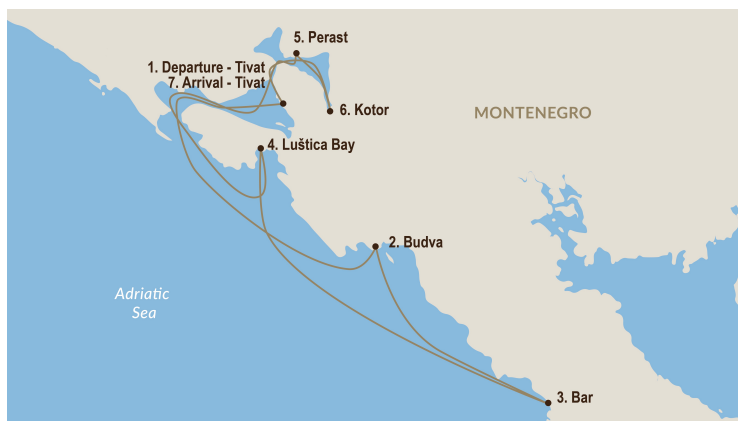 5. Perast
1. Departure - Tivat
7. Arrival - Tivat
6. Kotor
MONTENEGRO
4. Luštica Bay
2. Budva
Adriatic
Sea
3. Bar